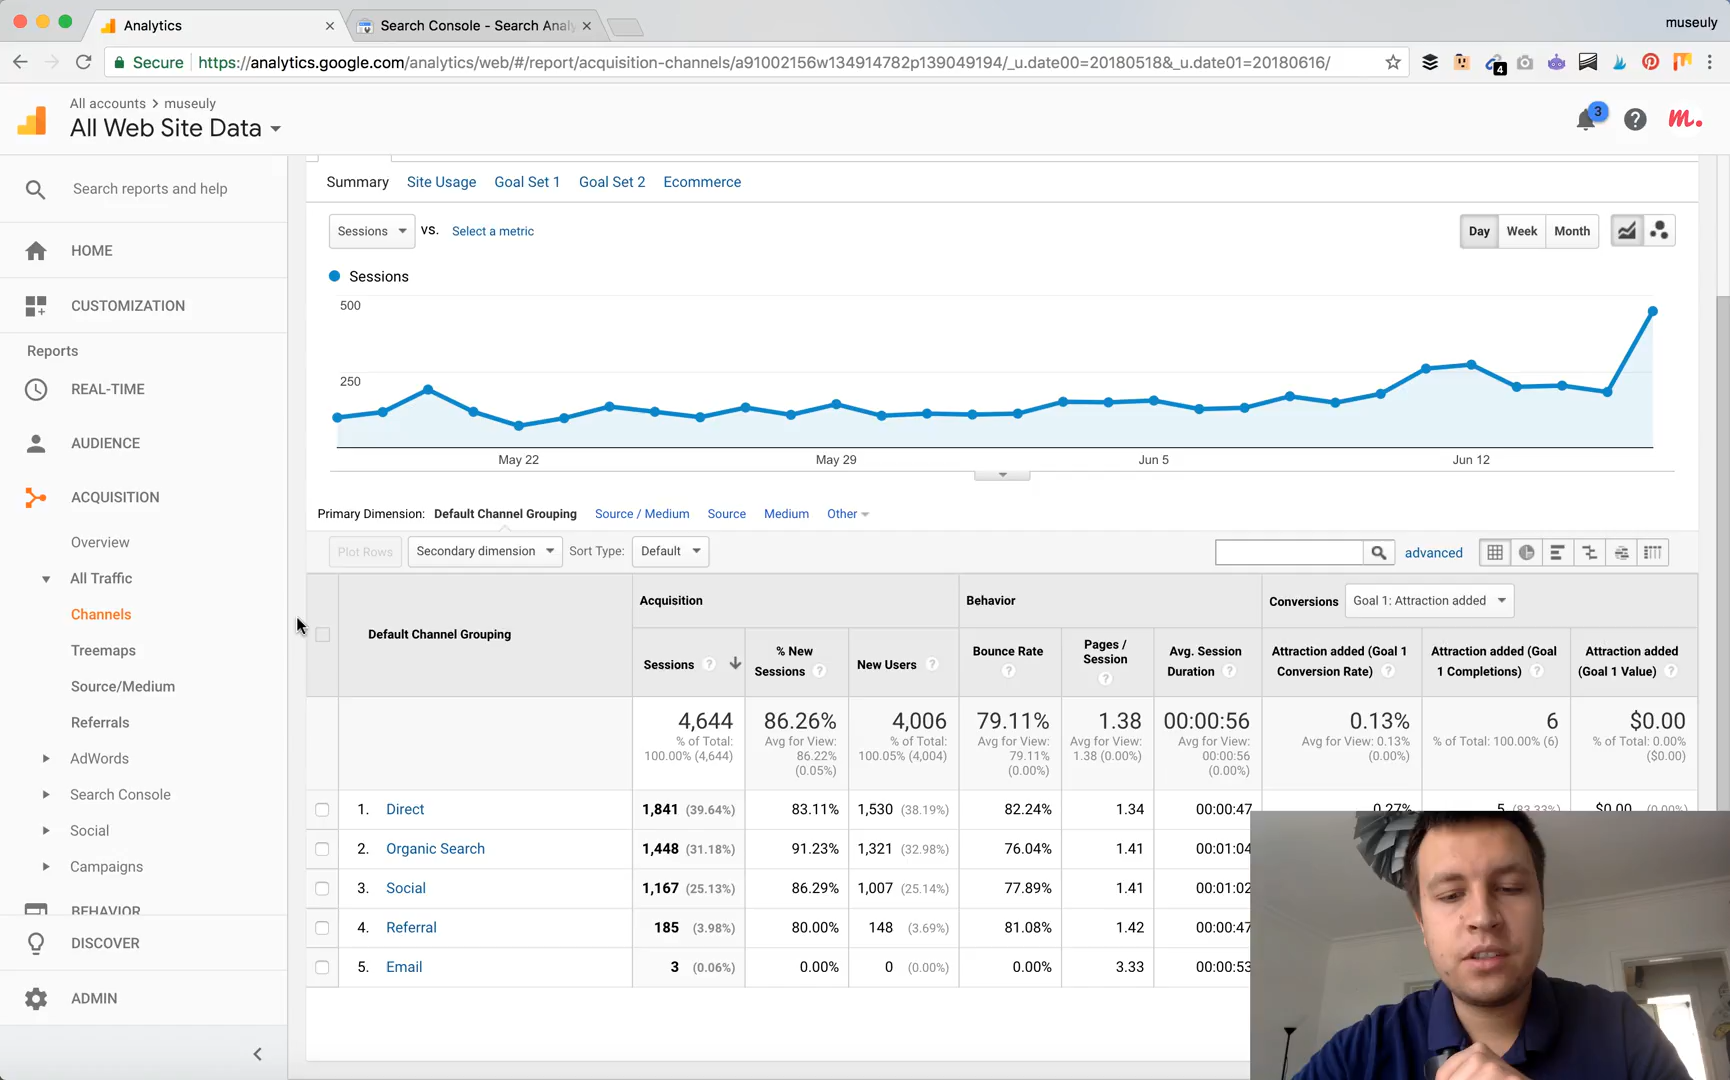 Analytics
Search Console - Search Analy
museuly
Secure
https://analytics.google.com/analytics/web/#/report/acquisition-channels/a91002156w134914782p139049194/_u.date00=20180518&_u.date01=20180616/
4
All accounts > museuly
All Web Site Data
3
m.
Search reports and help
HOME
CUSTOMIZATION
Reports
REAL-TIME
AUDIENCE
ACQUISITION
Overview
All Traffic
Channels
Treemaps
Source/Medium
Referrals
AdWords
Search Console
Social
Campaigns
BEHAVIOR
DISCOVER
ADMIN
Summary Site Usage Goal Set 1 Goal Set 2 Ecommerce
Sessions VS. Select a metric
Day Week Month
Sessions
500
250
May 22 May 29 Jun 5 Jun 12
Primary Dimension: Default Channel Grouping Source / Medium Source Medium Other
Plot Rows Secondary dimension Sort Type: Default
advanced
Default Channel Grouping
Acquisition Behavior Conversions Goal 1: Attraction added
Sessions ?
% New Sessions ?
New Users ?
Bounce Rate ?
Pages / Session ?
Avg. Session Duration ?
Attraction added (Goal 1 Conversion Rate) ?
Attraction added (Goal 1 Completions) ?
Attraction added (Goal 1 Value) ?
4,644
% of Total:
100.00% (4,644)
86.26%
Avg for View:
86.22%
(0.05%)
4,006
% of Total:
100.05% (4,004)
79.11%
Avg for View:
79.11%
(0.00%)
1.38
Avg for View:
1.38 (0.00%)
00:00:56
Avg for View:
00:00:56
(0.00%)
0.13%
Avg for View: 0.13%
(0.00%)
6
% of Total: 100.00% (6)
$0.00
% of Total: 0.00%
($0.00)
1. Direct 1,841 (39.64%) 83.11% 1,530 (38.19%) 82.24% 1.34 00:00:47 0.27% 5 (83.33%) $0.00 (0.00%)
2. Organic Search 1,448 (31.18%) 91.23% 1,321 (32.98%) 76.04% 1.41 00:01:04
3. Social 1,167 (25.13%) 86.29% 1,007 (25.14%) 77.89% 1.41 00:01:02
4. Referral 185 (3.98%) 80.00% 148 (3.69%) 81.08% 1.42 00:00:47
5. Email 3 (0.06%) 0.00% 0 (0.00%) 0.00% 3.33 00:00:53